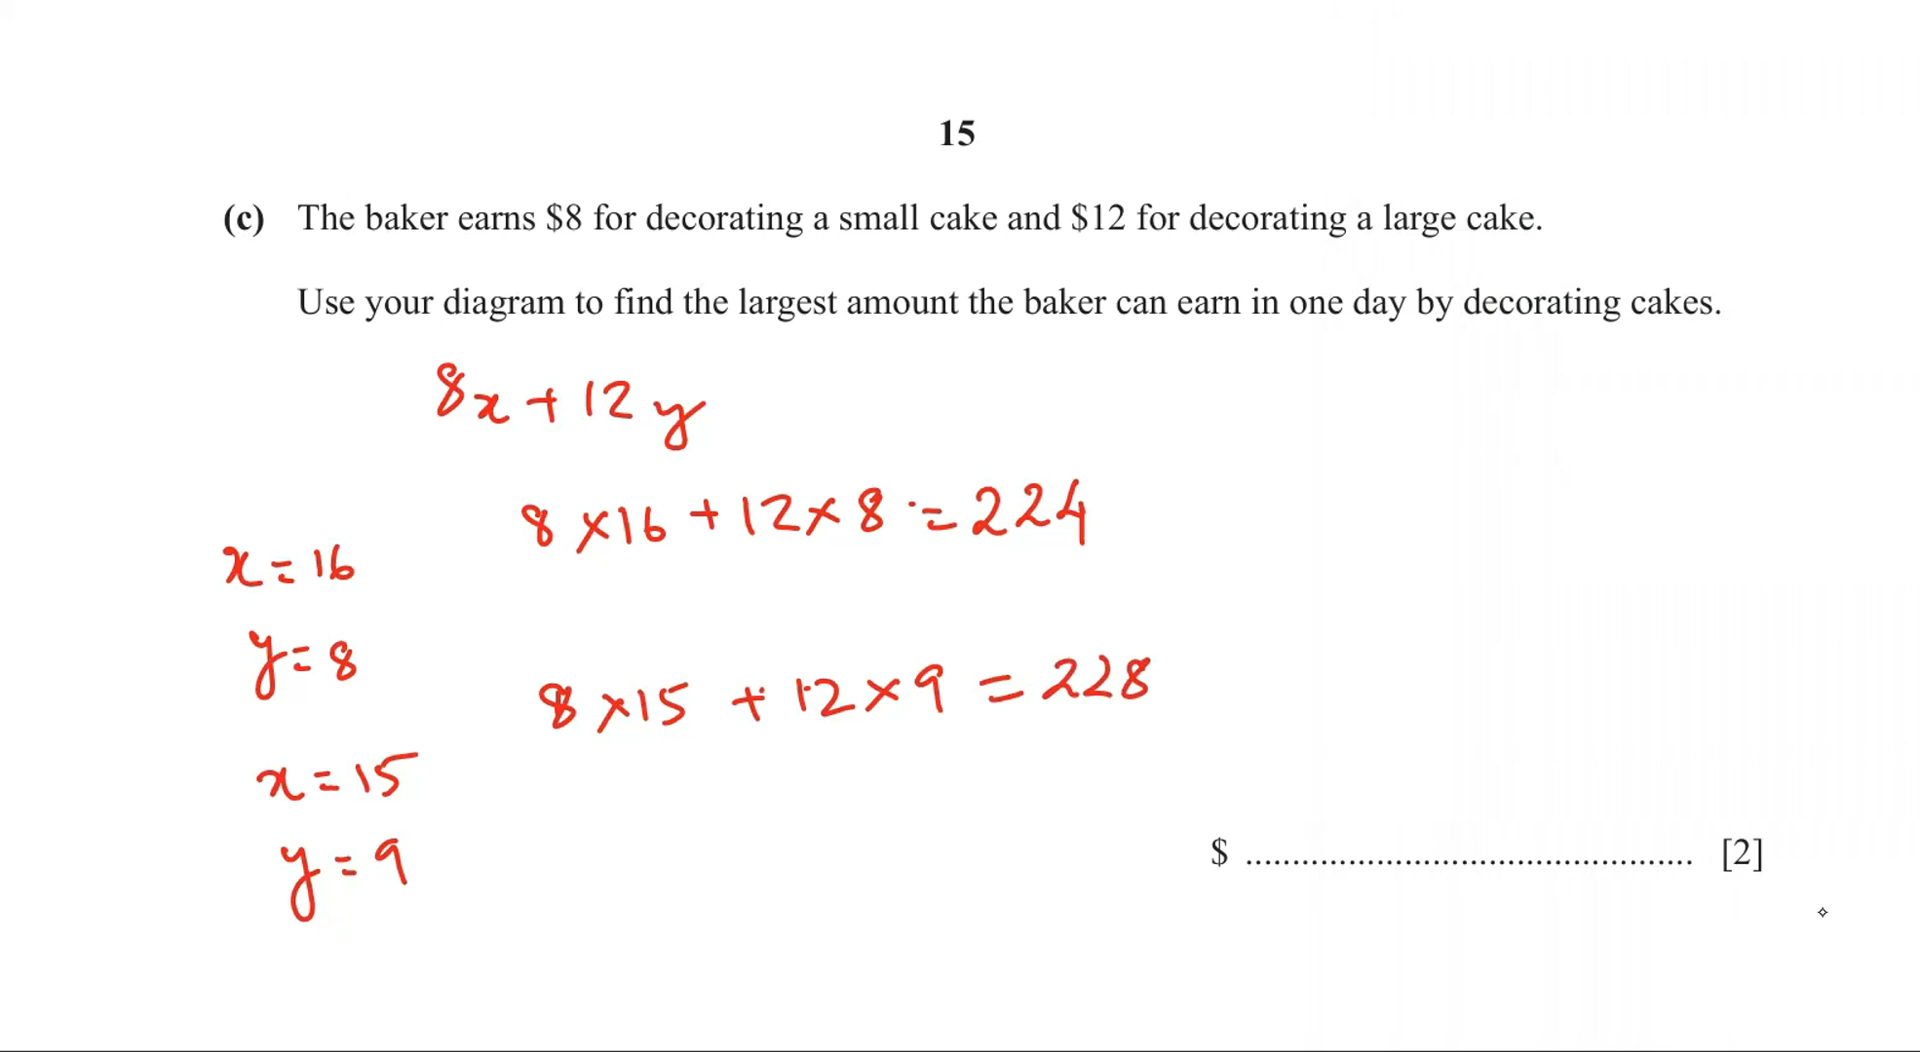 15
(c) The baker earns $8 for decorating a small cake and $12 for decorating a large cake.
Use your diagram to find the largest amount the baker can earn in one day by decorating cakes.
8x + 12y
8 × 16 + 12 × 8 = 224
x = 16
y = 8
8 × 15 + 12 × 9 = 228
x = 15
y = 9
$ ................................................ [2]